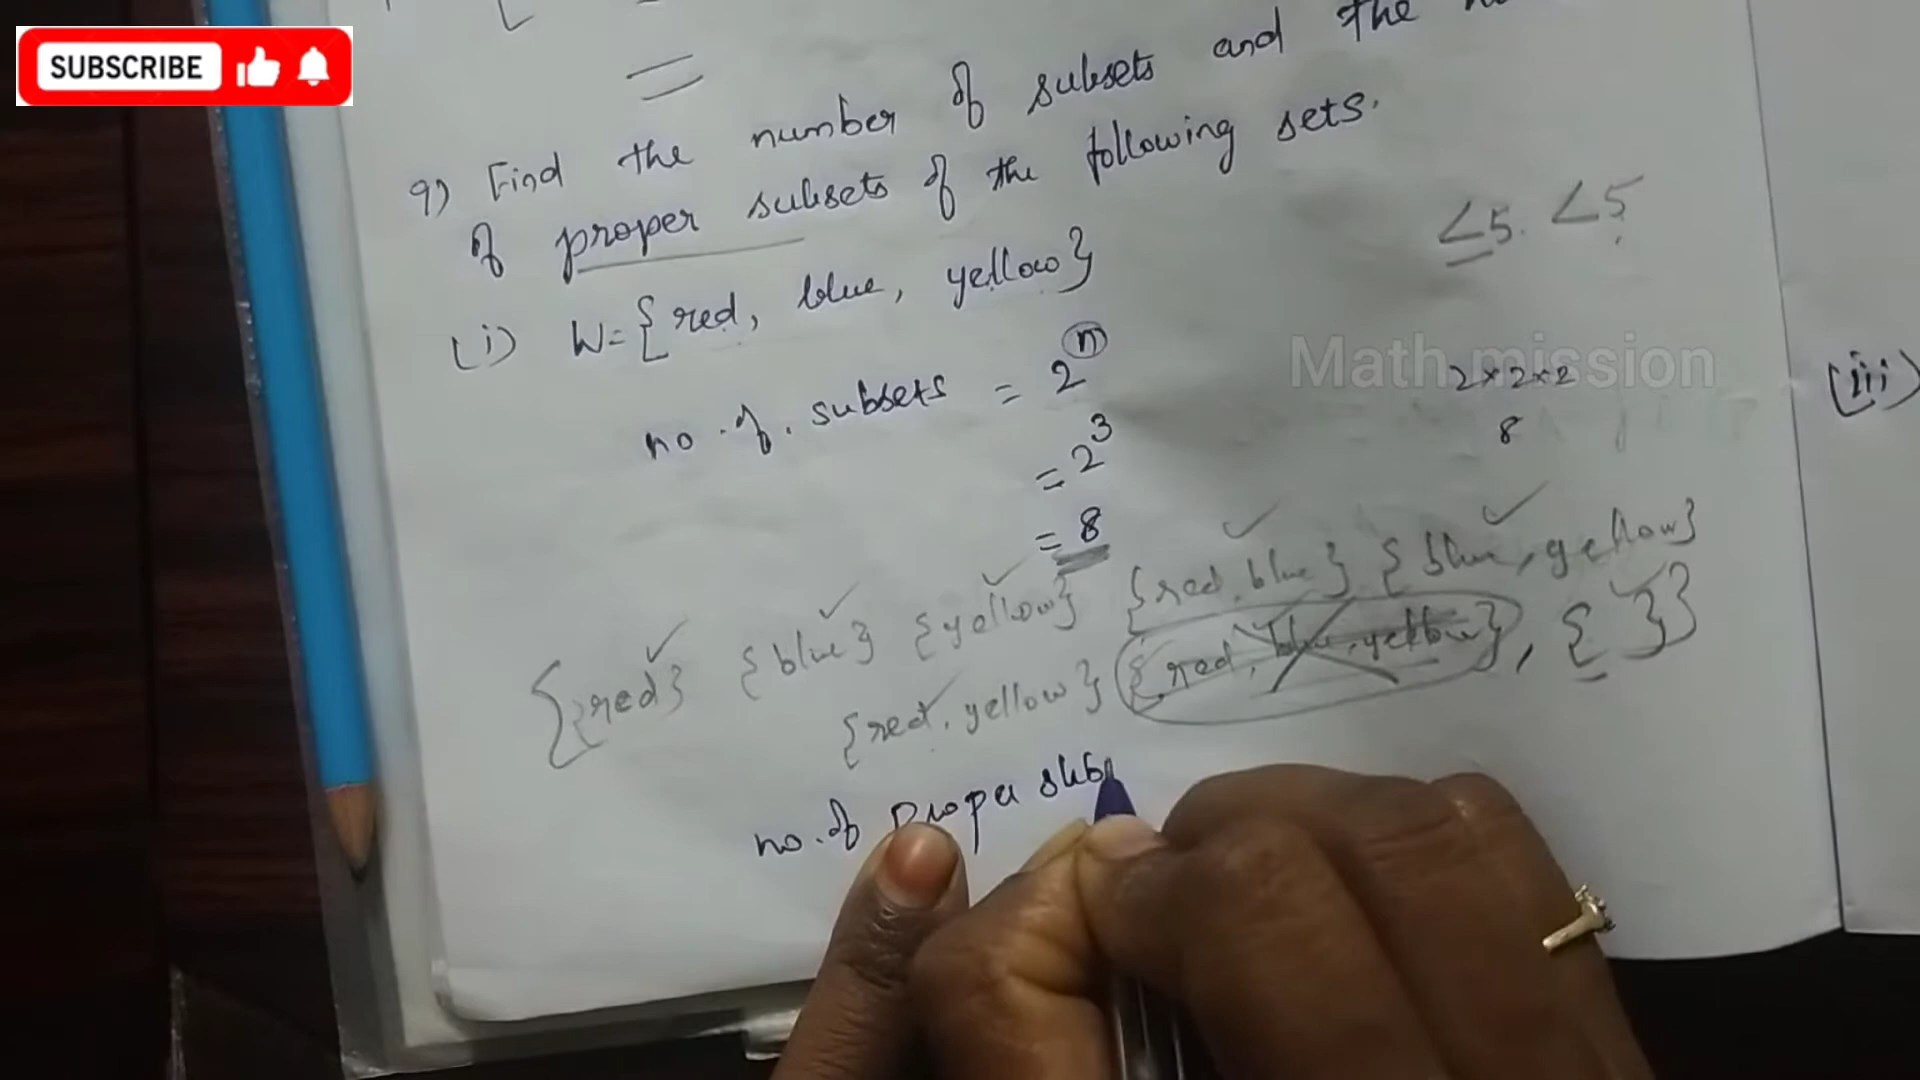 SUBSCRIBE
9) Find the number of subsets and the
of proper subsets of the following sets.
≤5. <5
(i) W={red, blue, yellow}
no. of. subsets = 2ⁿ
Math mission
2×2×2
(iii)
= 2³
8
= 8
{{red} {blue} {yellow} {red, blue} {blue, yellow}
{red, yellow} {red, blue, yellow}, { }}
no. of Proper sub